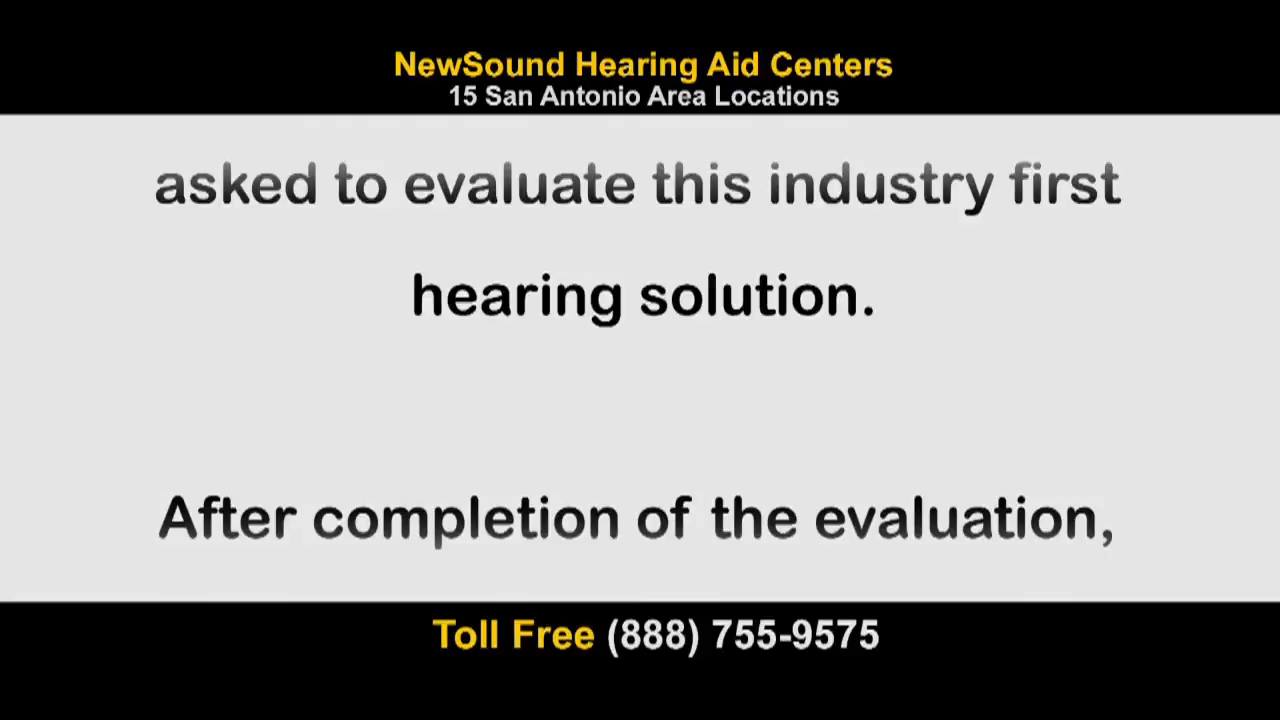 NewSound Hearing Aid Centers
15 San Antonio Area Locations
asked to evaluate this industry first
hearing solution.
After completion of the evaluation,
Toll Free (888) 755-9575